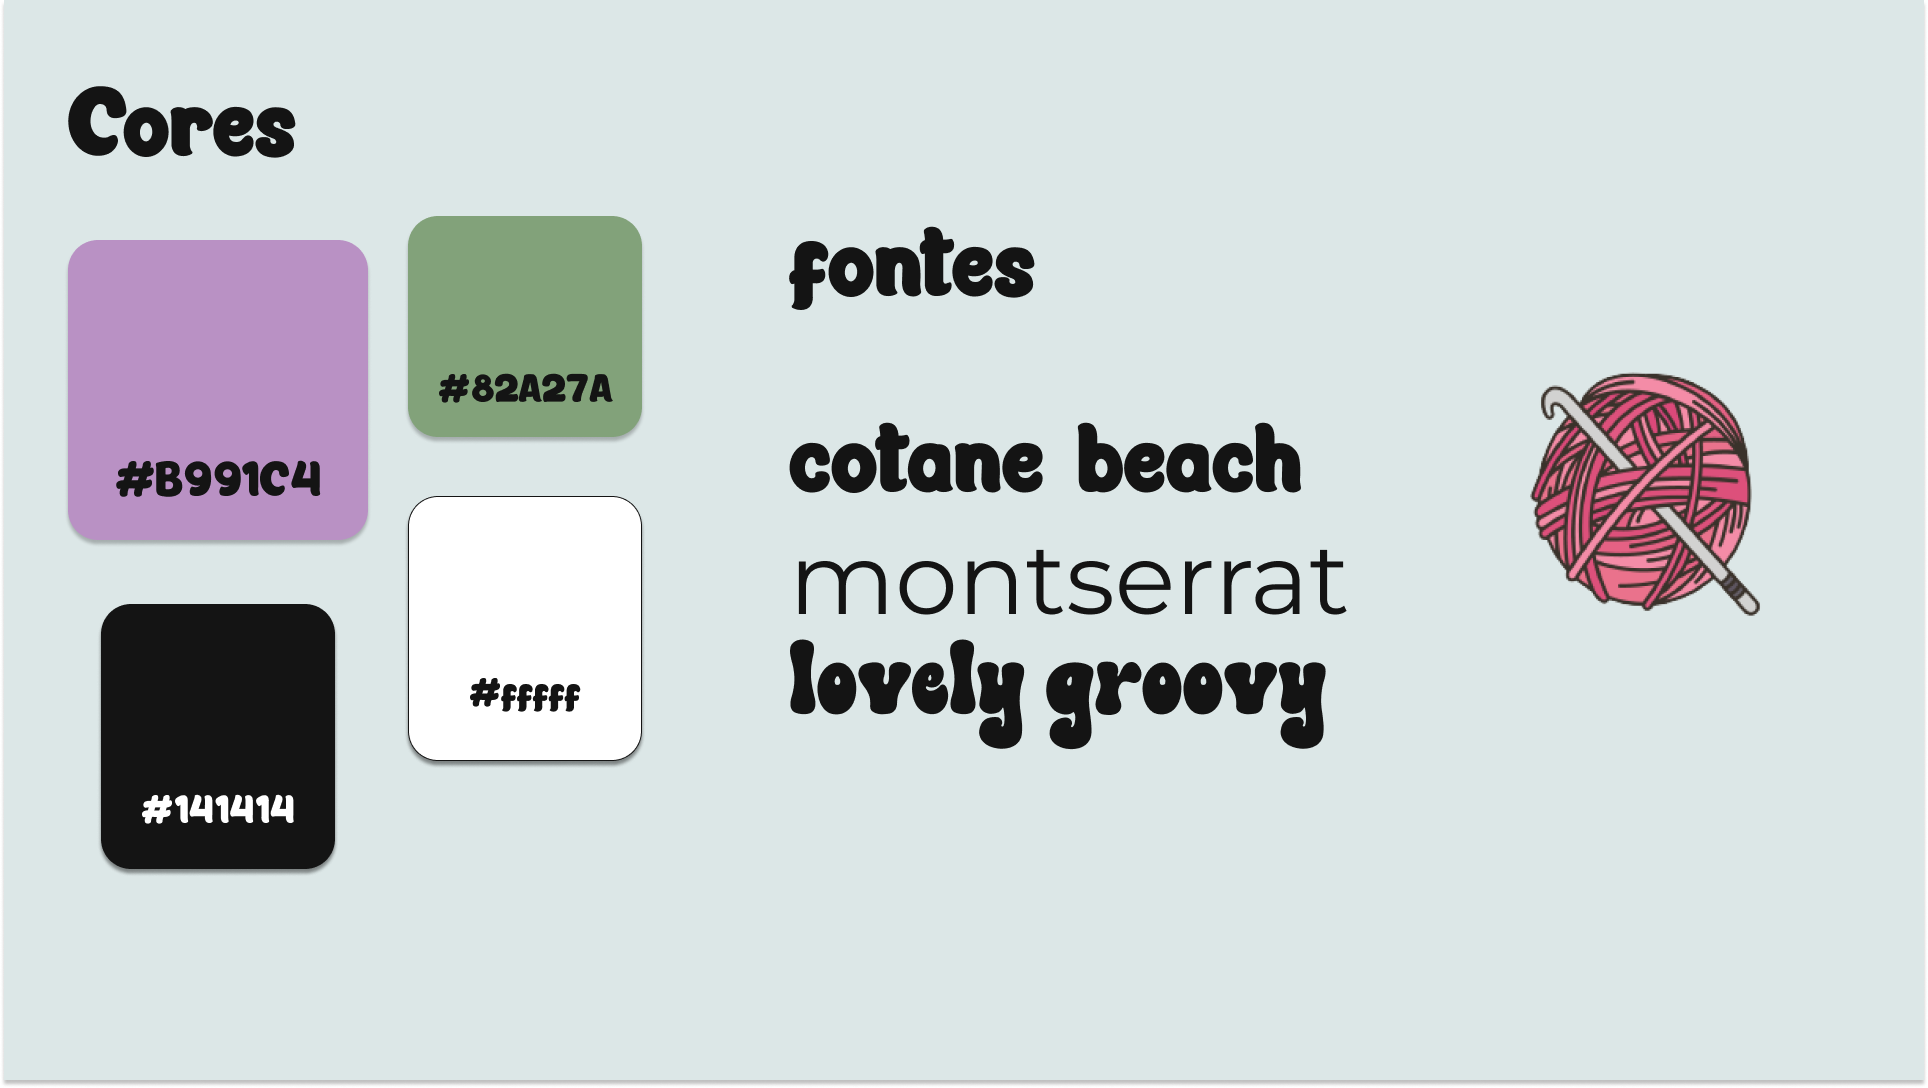 Cores
#B991C4
#82A27A
#141414
#fffff
fontes
cotane beach
montserrat
lovely groovy